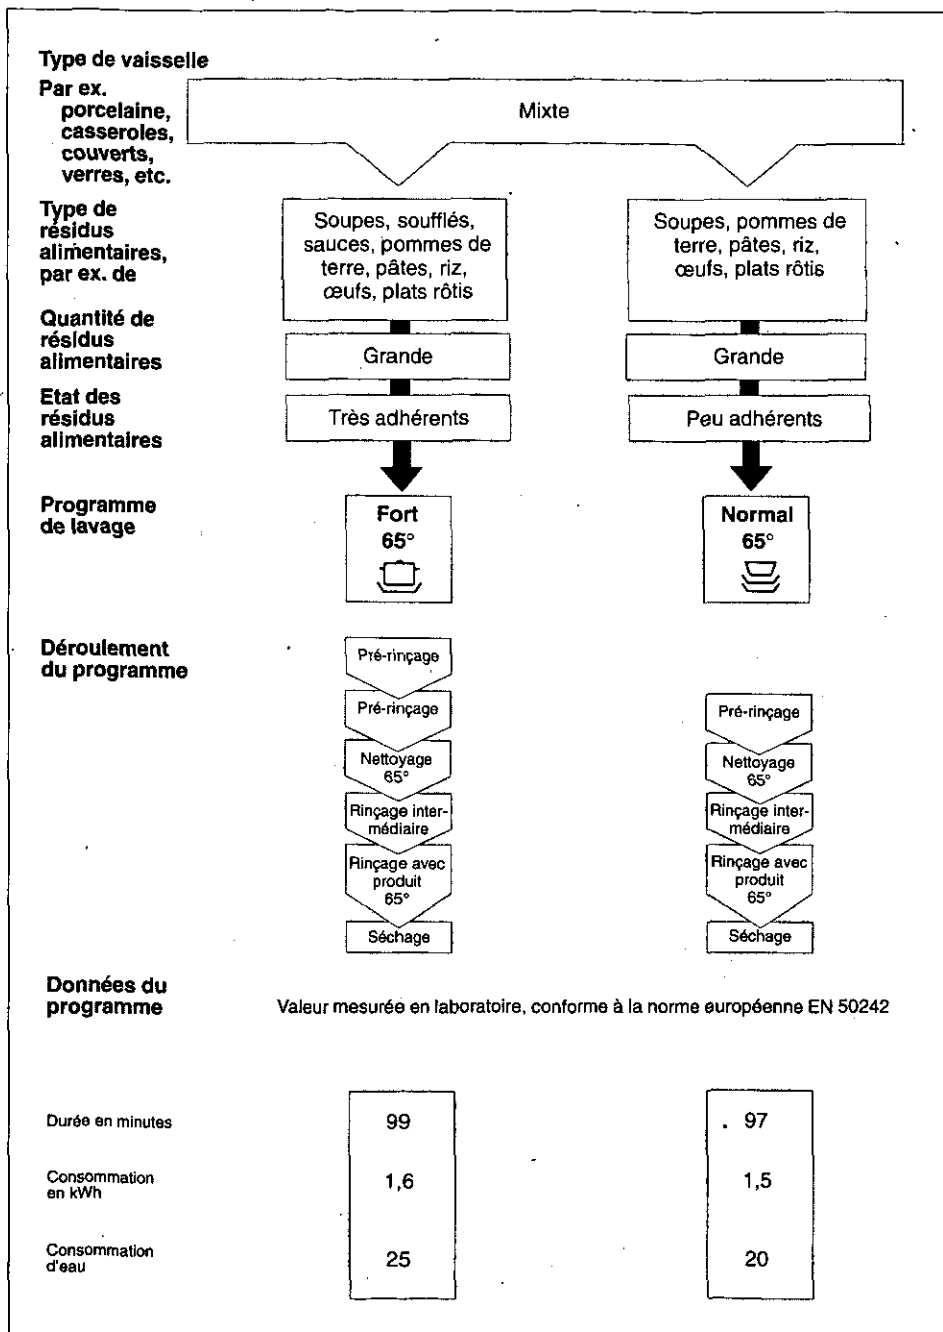 Type de vaisselle
Par ex.
porcelaine,
casseroles,
couverts,
verres, etc.
Mixte
Type de
résidus
alimentaires,
par ex. de
Soupes, soufflés,
sauces, pommes de
terre, pâtes, riz,
œufs, plats rôtis
Soupes, pommes de
terre, pâtes, riz,
œufs, plats rôtis
Quantité de
résidus
alimentaires
Grande
Grande
Etat des
résidus
alimentaires
Très adhérents
Peu adhérents
Programme
de lavage
Fort
65°
Normal
65°
Déroulement
du programme
Pré-rinçage
Pré-rinçage
Nettoyage
65°
Rinçage inter-
médiaire
Rinçage avec
produit
65°
Séchage
Pré-rinçage
Nettoyage
65°
Rinçage inter-
médiaire
Rinçage avec
produit
65°
Séchage
Données du
programme
Valeur mesurée en laboratoire, conforme à la norme européenne EN 50242
Durée en minutes
99
97
Consommation
en kWh
1,6
1,5
Consommation
d'eau
25
20